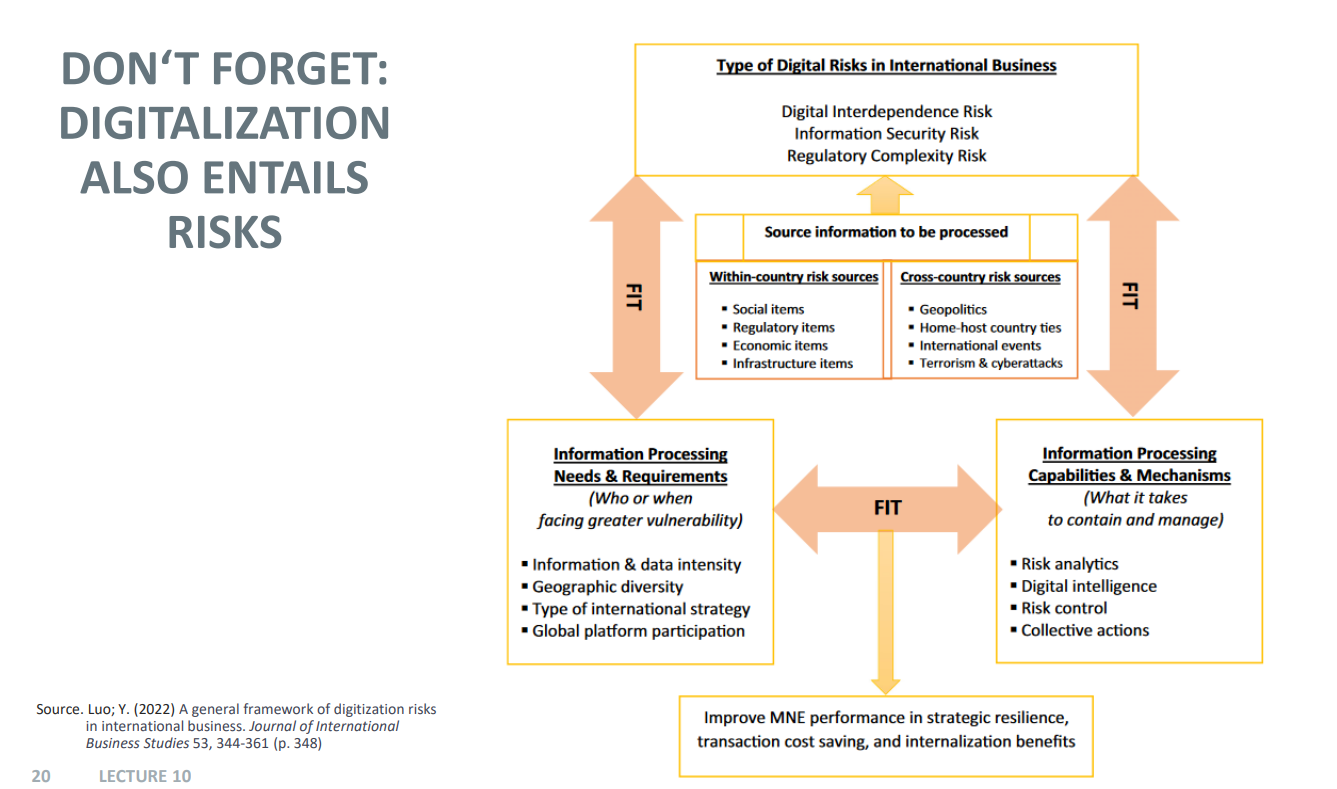 DON‘T FORGET:
DIGITALIZATION
ALSO ENTAILS
RISKS
Type of Digital Risks in International Business
Digital Interdependence Risk
Information Security Risk
Regulatory Complexity Risk
FIT
FIT
Source information to be processed
Within-country risk sources
▪ Social items
▪ Regulatory items
▪ Economic items
▪ Infrastructure items
Cross-country risk sources
▪ Geopolitics
▪ Home-host country ties
▪ International events
▪ Terrorism & cyberattacks
Information Processing
Needs & Requirements
(Who or when
facing greater vulnerability)
▪ Information & data intensity
▪ Geographic diversity
▪ Type of international strategy
▪ Global platform participation
FIT
Information Processing
Capabilities & Mechanisms
(What it takes
to contain and manage)
▪ Risk analytics
▪ Digital intelligence
▪ Risk control
▪ Collective actions
Improve MNE performance in strategic resilience,
transaction cost saving, and internalization benefits
Source. Luo; Y. (2022) A general framework of digitization risks
in international business. Journal of International
Business Studies 53, 344-361 (p. 348)
20 LECTURE 10